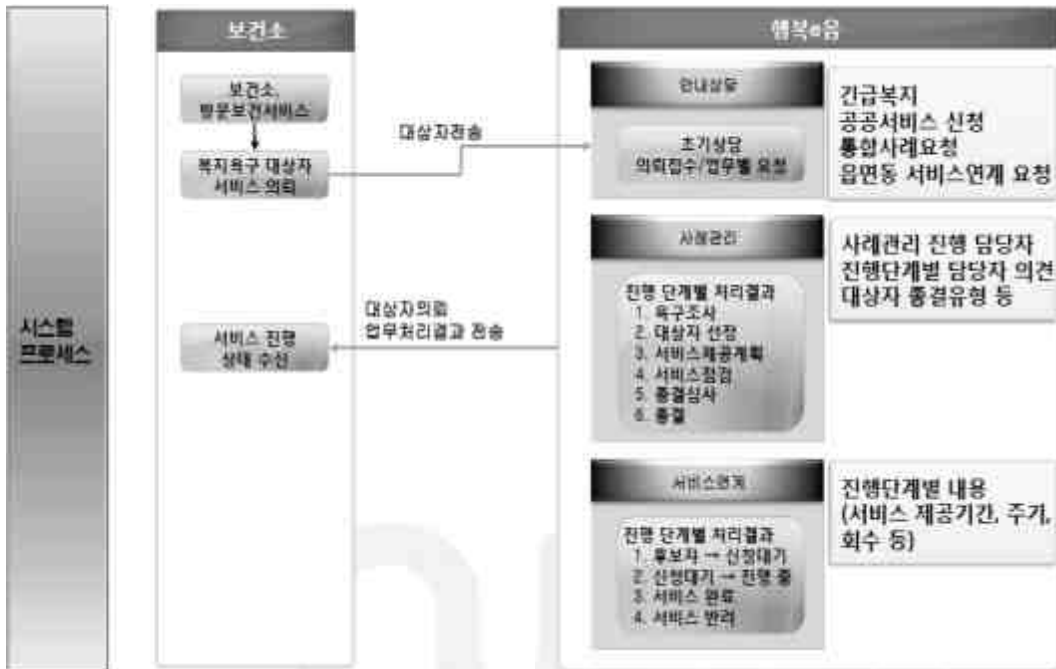 시스템
프로세스
보건소
보건소,
방문보건서비스
복지욕구 대상자
서비스 의뢰
대상자전송
서비스 진행
상태 수신
대상자의뢰
업무처리결과 전송
행복e음
안내상담
초기상담
의뢰접수/업무별 요청
긴급복지
공공서비스 신청
통합사례요청
읍면동 서비스연계 요청
사례관리
진행 단계별 처리결과
1. 욕구조사
2. 대상자 선정
3. 서비스제공계획
4. 서비스점검
5. 종결심사
6. 종결
사례관리 진행 담당자
진행단계별 담당자 의견
대상자 종결유형 등
서비스연계
진행 단계별 처리결과
1. 후보자 → 신청대기
2. 신청대기 → 진행 중
3. 서비스 완료
4. 서비스 반려
진행단계별 내용
(서비스 제공기간, 주기,
회수 등)